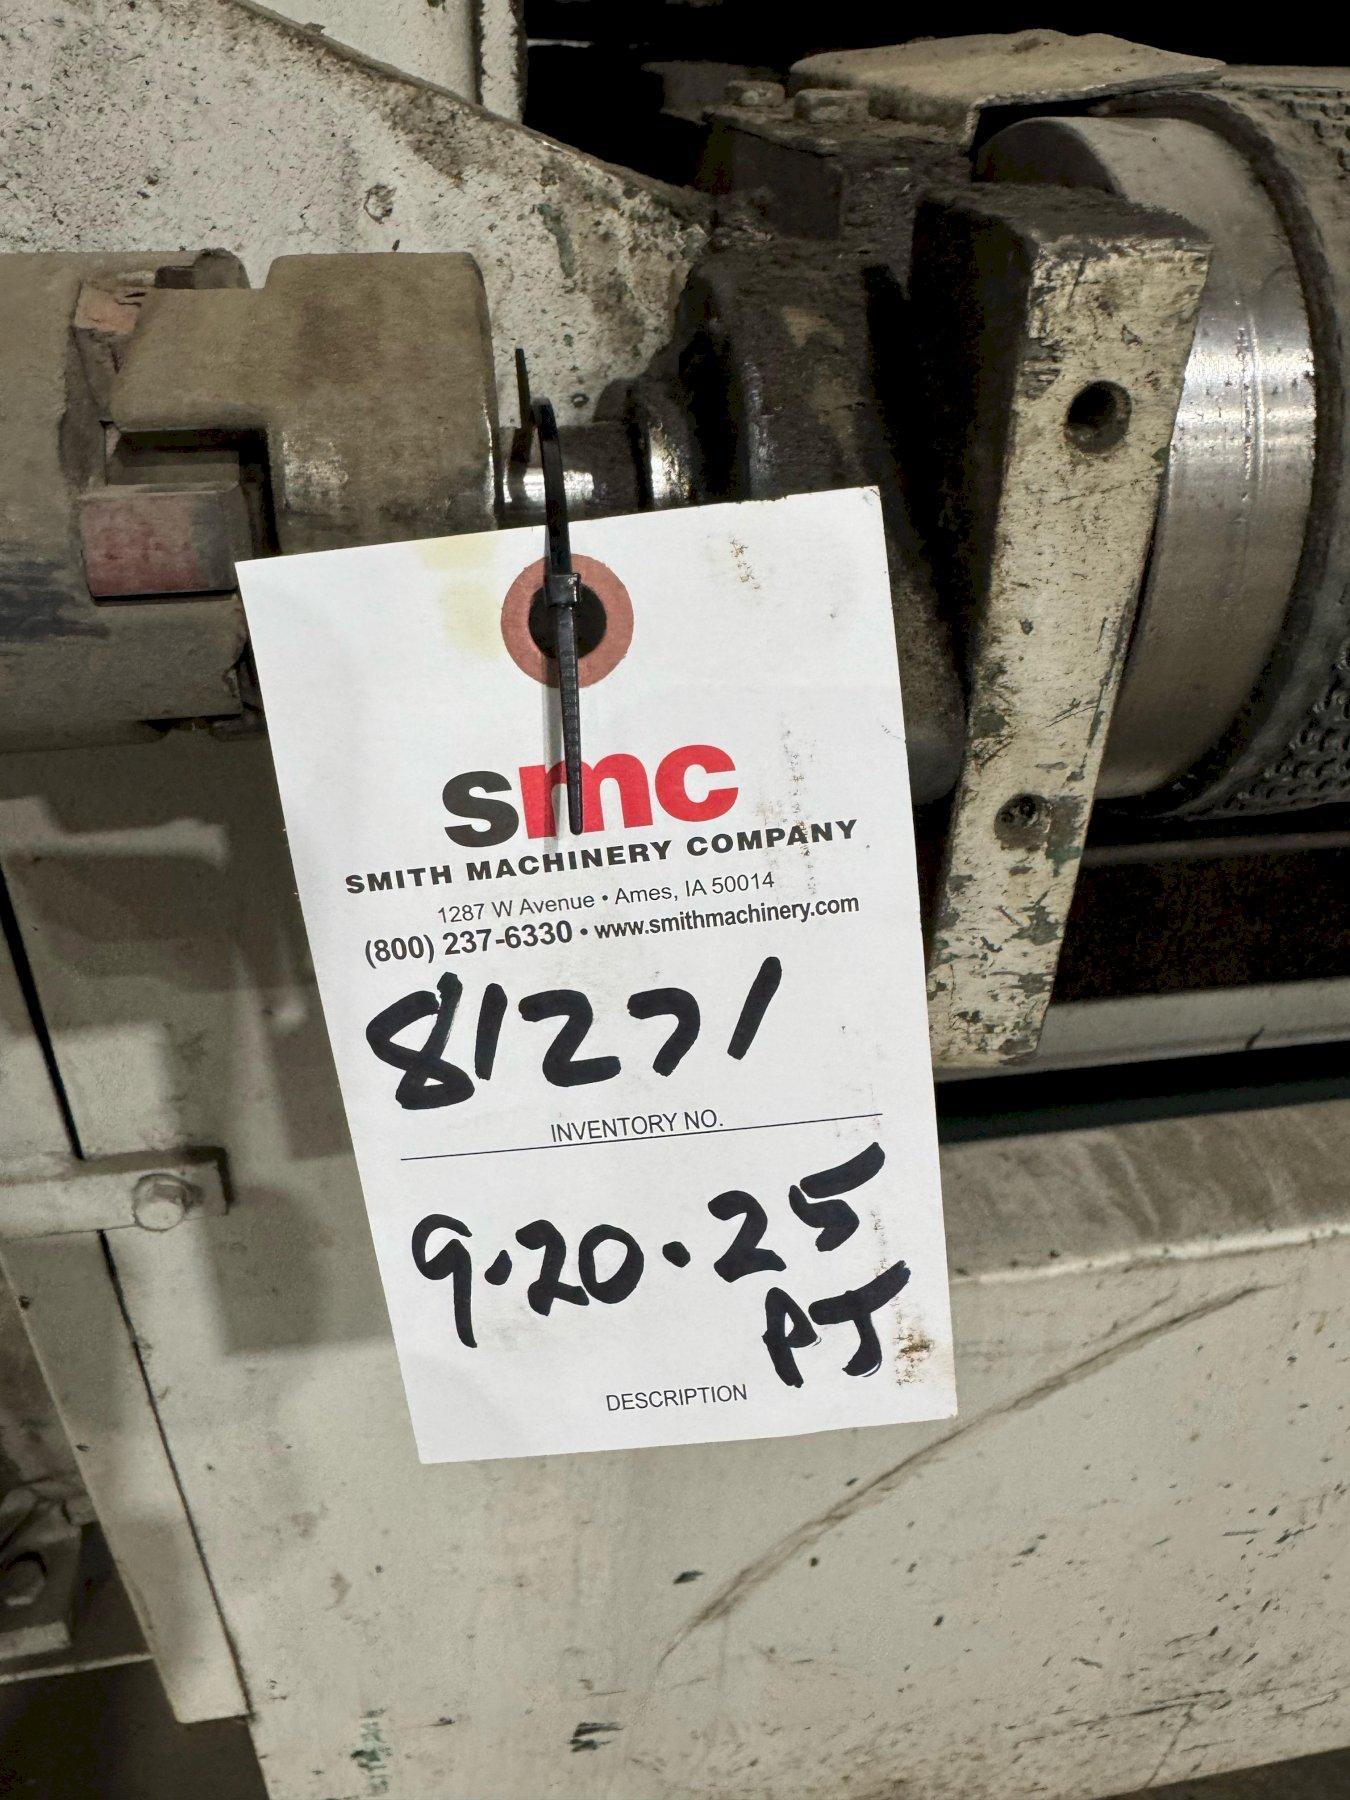 smc
SMITH MACHINERY COMPANY
1287 W Avenue • Ames, IA 50014
(800) 237-6330 • www.smithmachinery.com
81271
INVENTORY NO.
9.20.25
PJ
DESCRIPTION